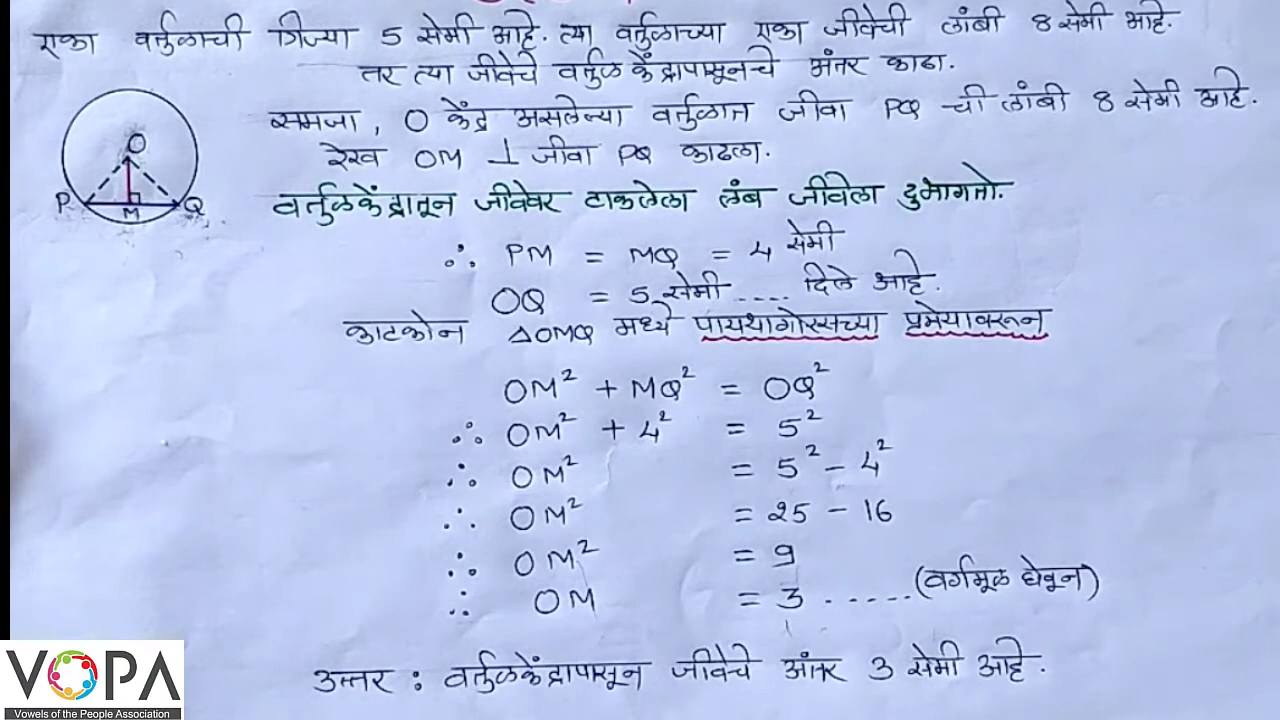 एका वर्तुळाची त्रिज्या 5 सेमी आहे. त्या वर्तुळाच्या एका जीवेची लांबी 8 सेमी आहे.
तर त्या जीवेचे वर्तुळ केंद्रापासूनचे अंतर काढा.
समजा, O केंद्र असलेल्या वर्तुळात जीवा PQ ची लांबी 8 सेमी आहे.
रेख OM ⊥ जीवा PQ काढला.
O
P M Q
वर्तुळकेंद्रातून जीवेवर टाकलेला लंब जीवेला दुभागतो.
∴ PM = MQ = 4 सेमी
OQ = 5 सेमी .... दिले आहे.
काटकोन ΔOMQ मध्ये पायथागोरसच्या प्रमेयावरून
OM² + MQ² = OQ²
∴ OM² + 4² = 5²
∴ OM² = 5² - 4²
∴ OM² = 25 - 16
∴ OM² = 9
∴ OM = 3 ...... (वर्गमूळ घेवून)
उत्तर : वर्तुळकेंद्रापासून जीवेचे अंतर 3 सेमी आहे.
VOPA
Vowels of the People Association